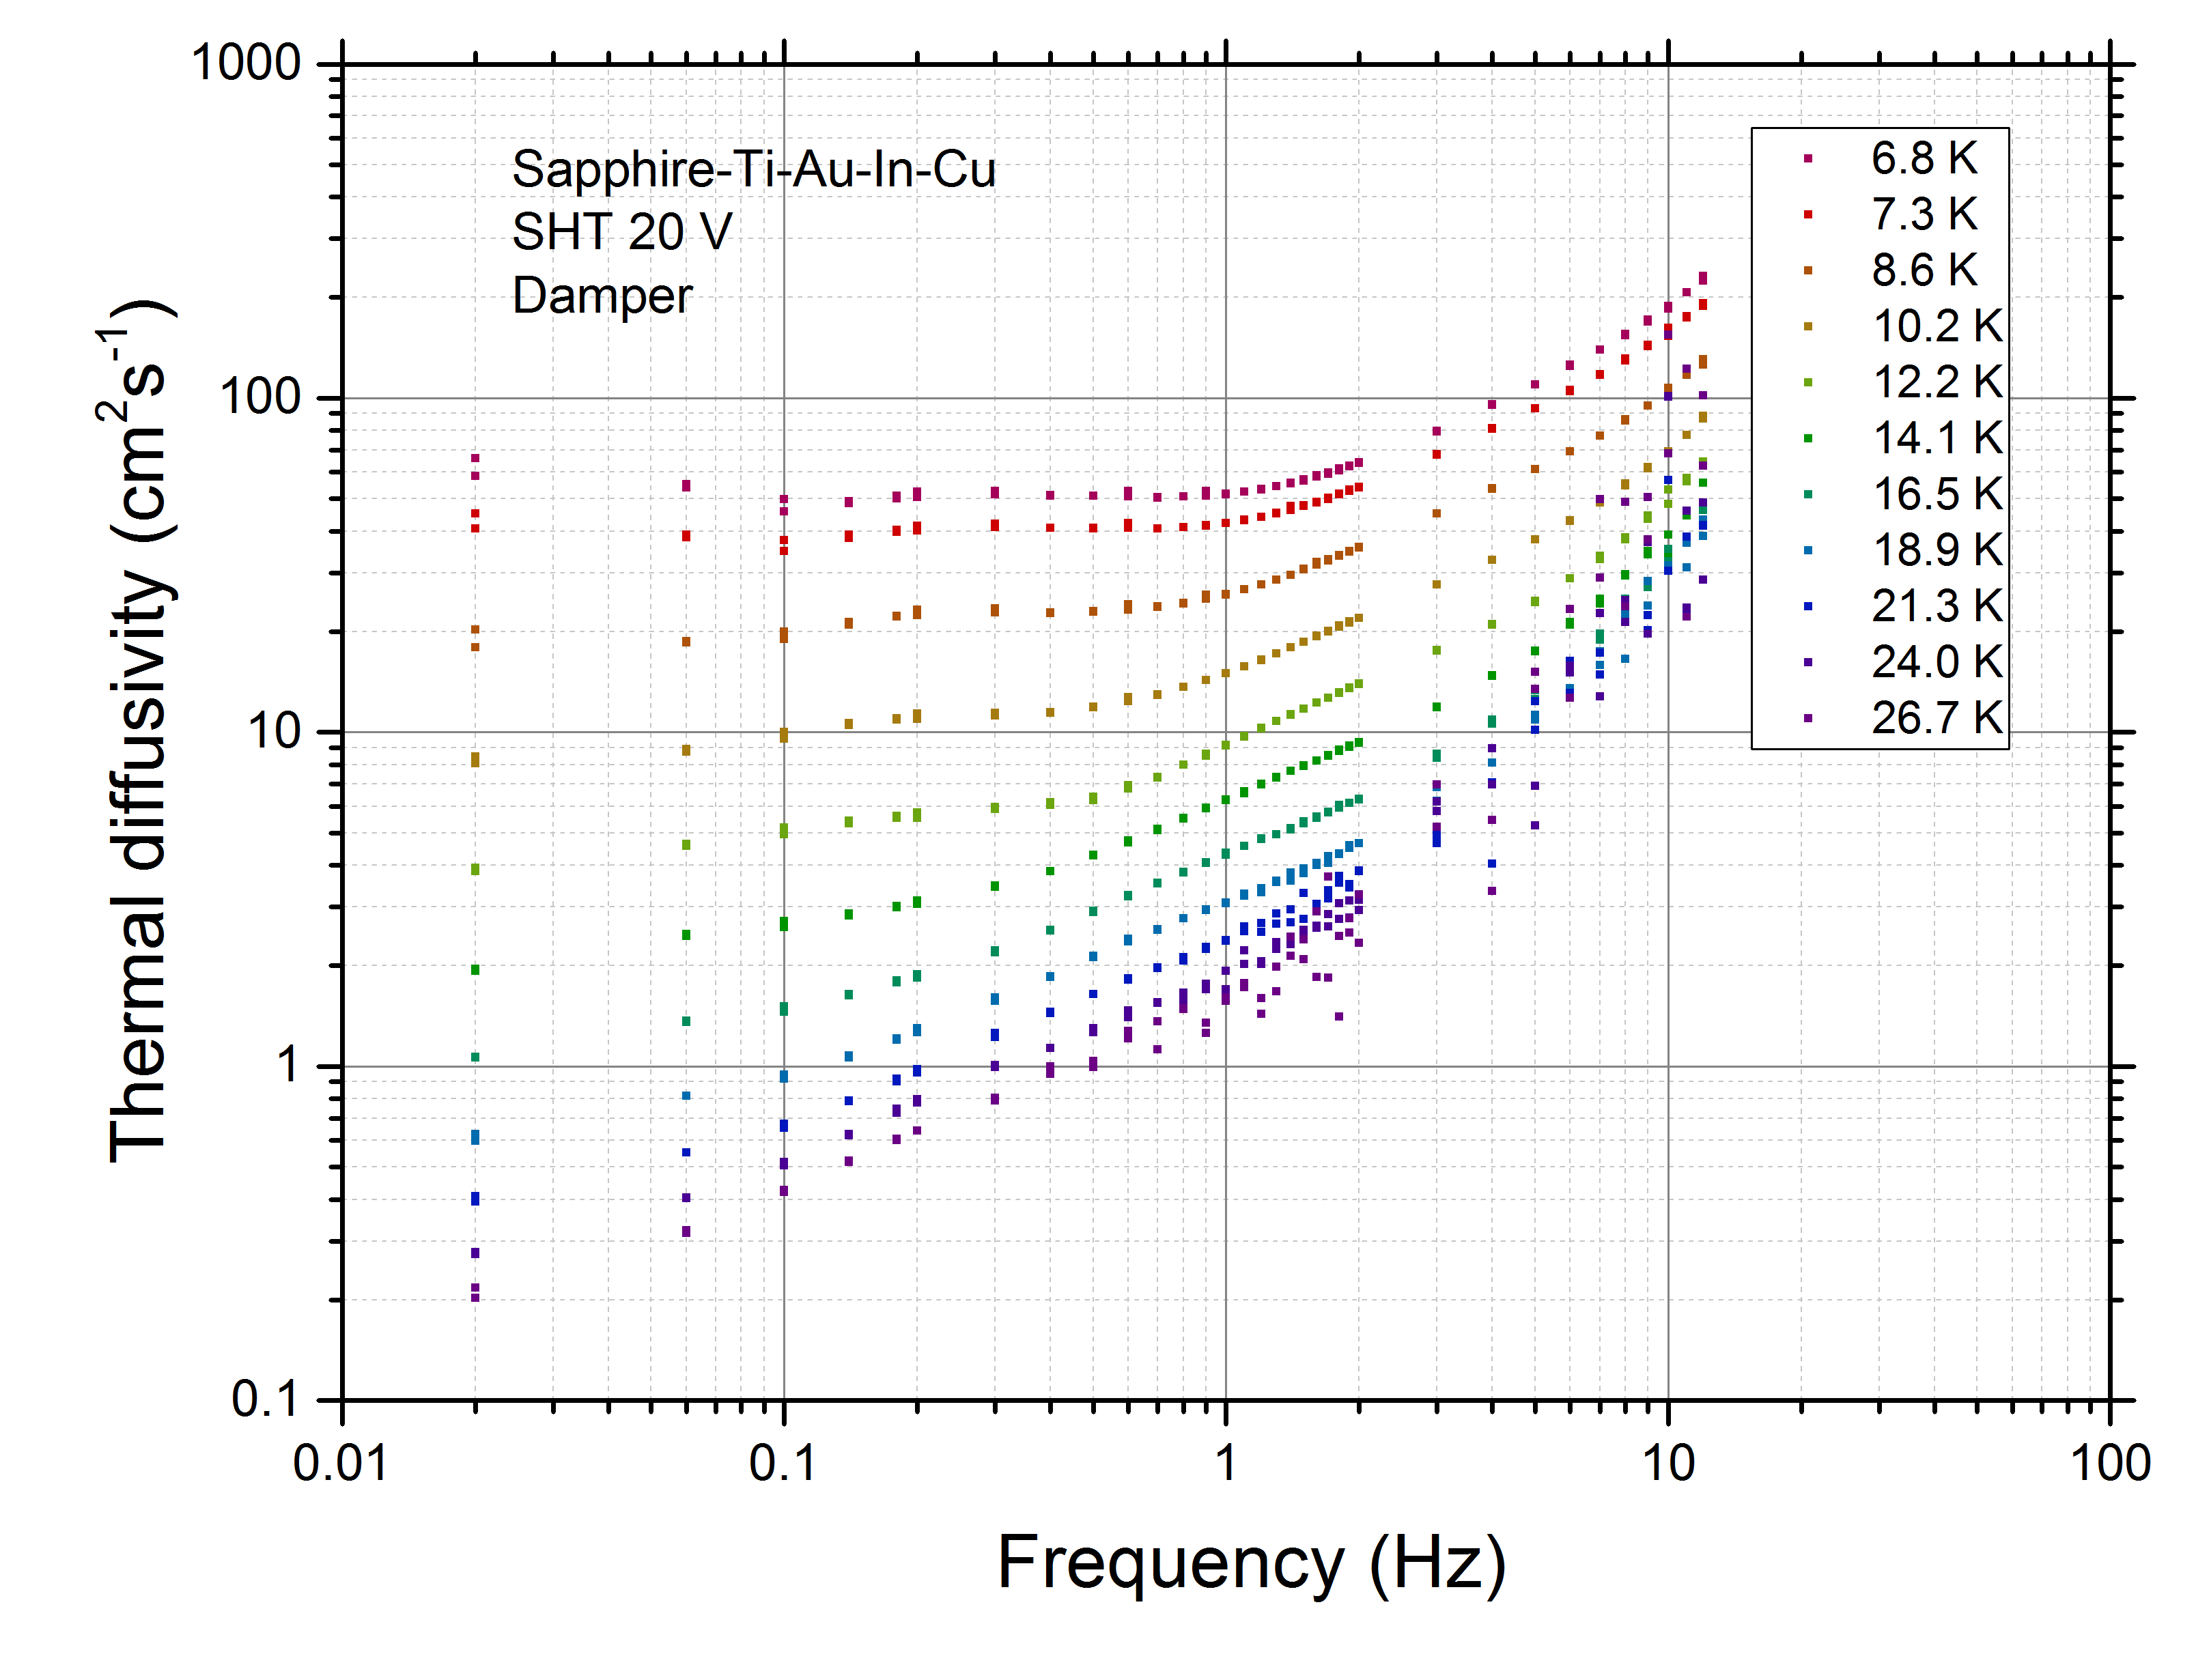 Sapphire-Ti-Au-In-Cu
SHT 20 V
Damper
6.8 K
7.3 K
8.6 K
10.2 K
12.2 K
14.1 K
16.5 K
18.9 K
21.3 K
24.0 K
26.7 K
Thermal diffusivity (cm²s⁻¹)
1000
100
10
1
0.1
0.01
0.1
1
10
100
Frequency (Hz)